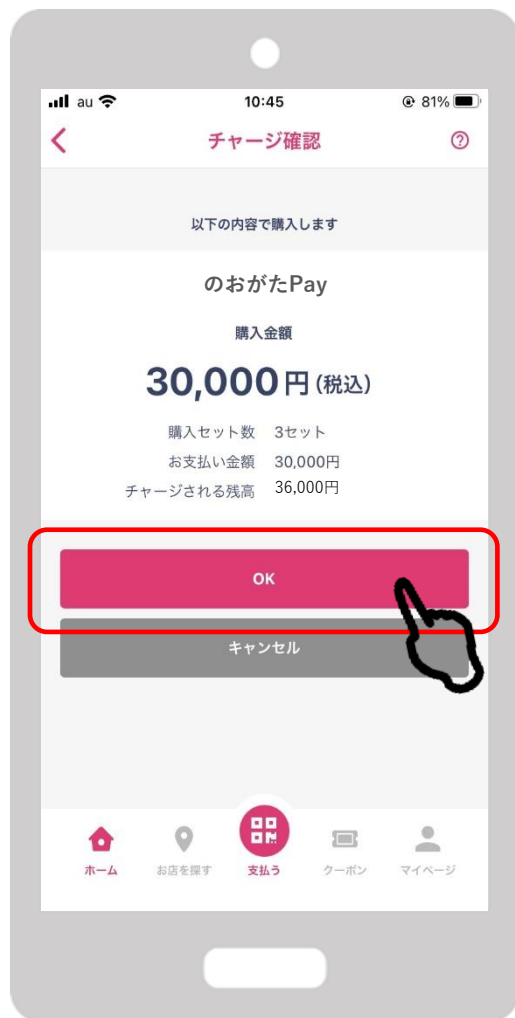 au 10:45 81%
チャージ確認
以下の内容で購入します
のおがたPay
購入金額
30,000円(税込)
購入セット数 3セット
お支払い金額 30,000円
チャージされる残高 36,000円
OK
キャンセル
ホーム お店を探す 支払う クーポン マイページ